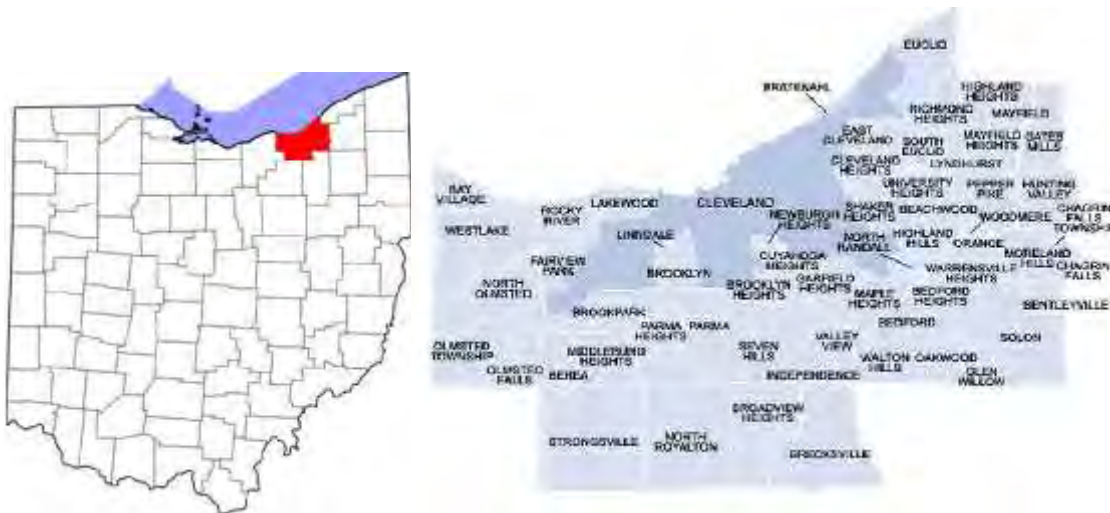 EUCLID
BRATENAHL
HIGHLAND
HEIGHTS
RICHMOND
HEIGHTS
MAYFIELD
EAST
CLEVELAND
SOUTH
EUCLID
MAYFIELD
HEIGHTS
GATES
MILLS
CLEVELAND
HEIGHTS
LYNDHURST
UNIVERSITY
HEIGHTS
PEPPER
PIKE
HUNTING
VALLEY
BAY
VILLAGE
ROCKY
RIVER
LAKEWOOD
CLEVELAND
NEWBURGH
HEIGHTS
SHAKER
HEIGHTS
BEACHWOOD
WOODMERE
CHAGRIN
FALLS
TOWNSHIP
WESTLAKE
LINNDALE
NORTH
RANDALL
HIGHLAND
HILLS
ORANGE
MORELAND
HILLS
FAIRVIEW
PARK
BROOKLYN
CUYAHOGA
HEIGHTS
WARRENSVILLE
HEIGHTS
CHAGRIN
FALLS
NORTH
OLMSTED
BROOKLYN
HEIGHTS
GARFIELD
HEIGHTS
MAPLE
HEIGHTS
BEDFORD
HEIGHTS
BENTLEYVILLE
BROOKPARK
PARMA
HEIGHTS
PARMA
BEDFORD
SOLON
OLMSTED
TOWNSHIP
MIDDLEBURG
HEIGHTS
SEVEN
HILLS
VALLEY
VIEW
WALTON
HILLS
OAKWOOD
OLMSTED
FALLS
BEREA
INDEPENDENCE
GLEN
WILLOW
BROADVIEW
HEIGHTS
STRONGSVILLE
NORTH
ROYALTON
BRECKSVILLE